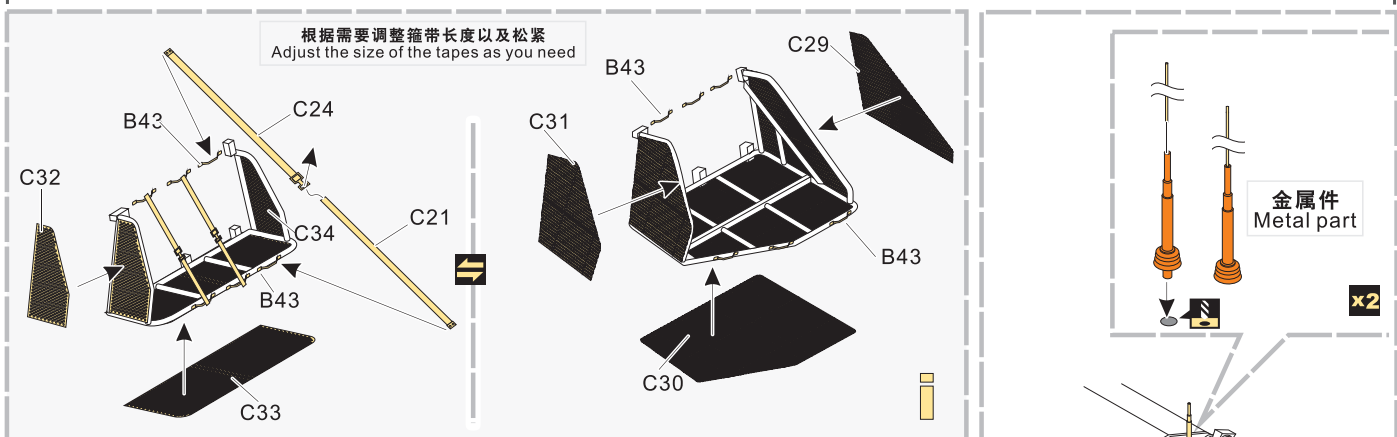 根据需要调整箍带长度以及松紧
Adjust the size of the tapes as you need
C24
B43
C32
C34
C21
B43
C33
C29
B43
C31
B43
C30
金属件
Metal part
x2